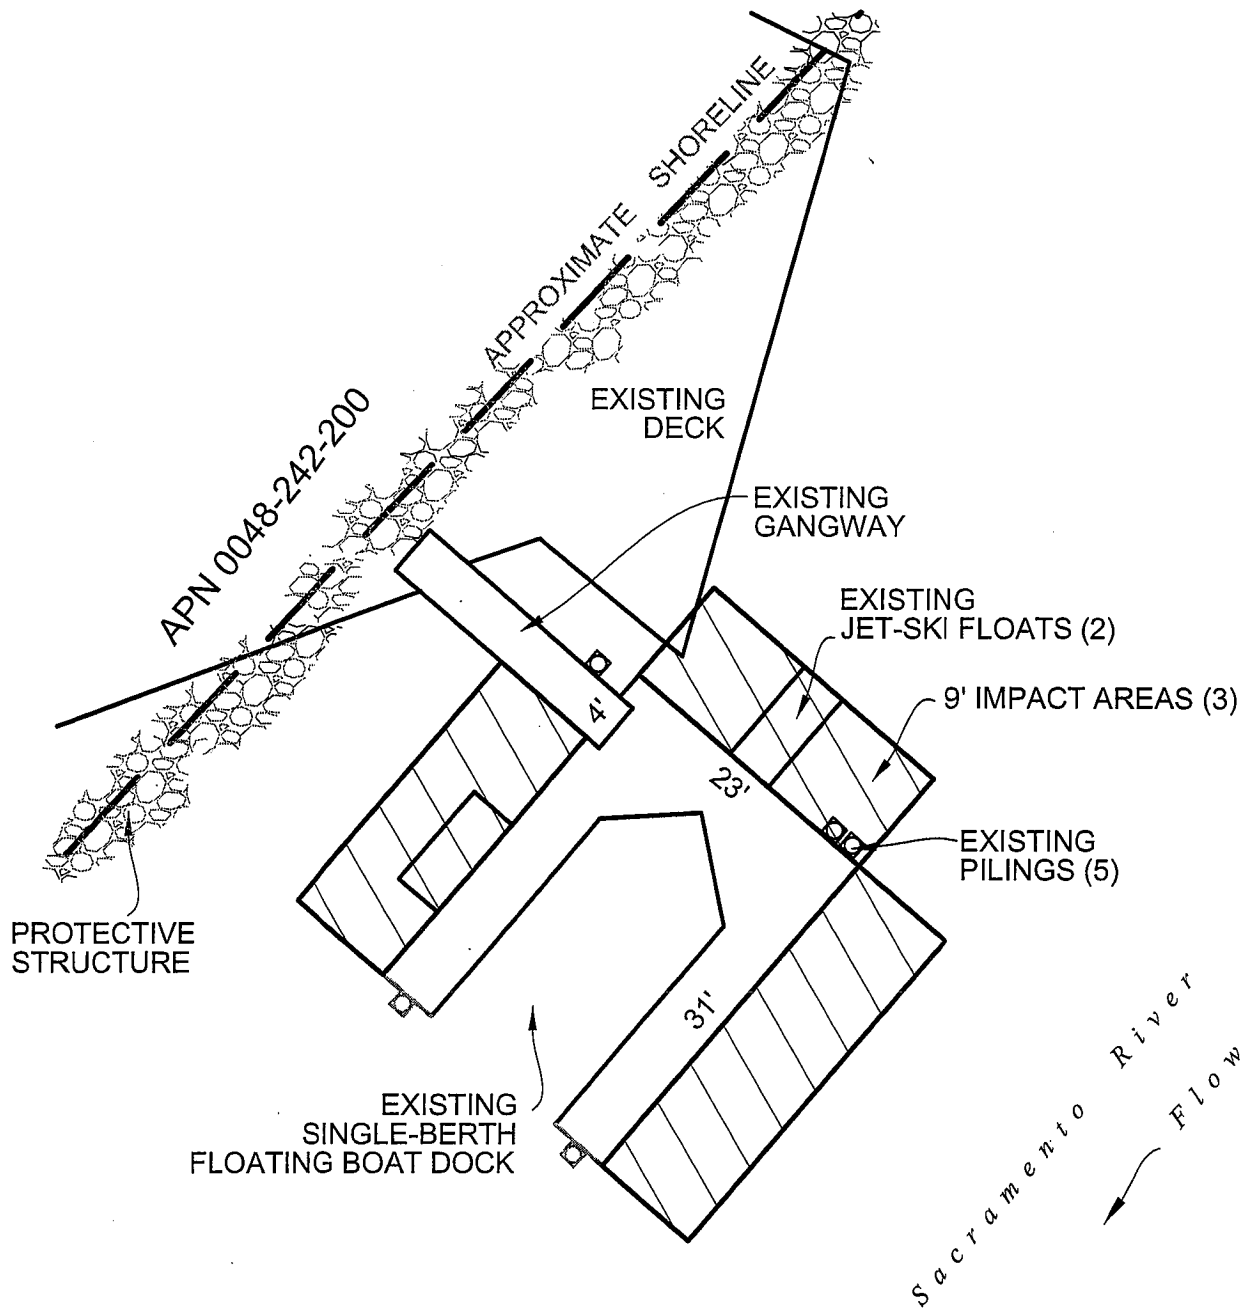 APPROXIMATE SHORELINE
APN 0048-242-200
EXISTING
DECK
EXISTING
GANGWAY
EXISTING
JET-SKI FLOATS (2)
9' IMPACT AREAS (3)
4'
23'
EXISTING
PILINGS (5)
PROTECTIVE
STRUCTURE
31'
EXISTING
SINGLE-BERTH
FLOATING BOAT DOCK
Sacramento River
Flow